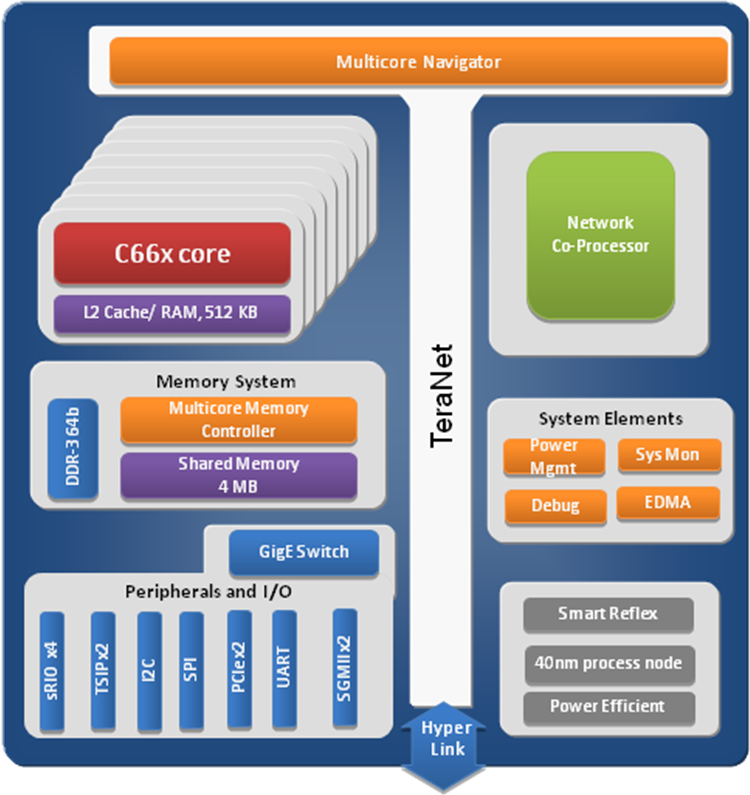 Multicore Navigator
C66x core
L2 Cache/ RAM, 512 KB
Network
Co-Processor
TeraNet
Memory System
DDR-3 64b
Multicore Memory
Controller
Shared Memory
4 MB
System Elements
Power
Mgmt
Sys Mon
Debug
EDMA
GigE Switch
Peripherals and I/O
sRIO x4
TSIP x2
I2C
SPI
PCIe x2
UART
SGMII x2
Smart Reflex
40nm process node
Power Efficient
Hyper
Link